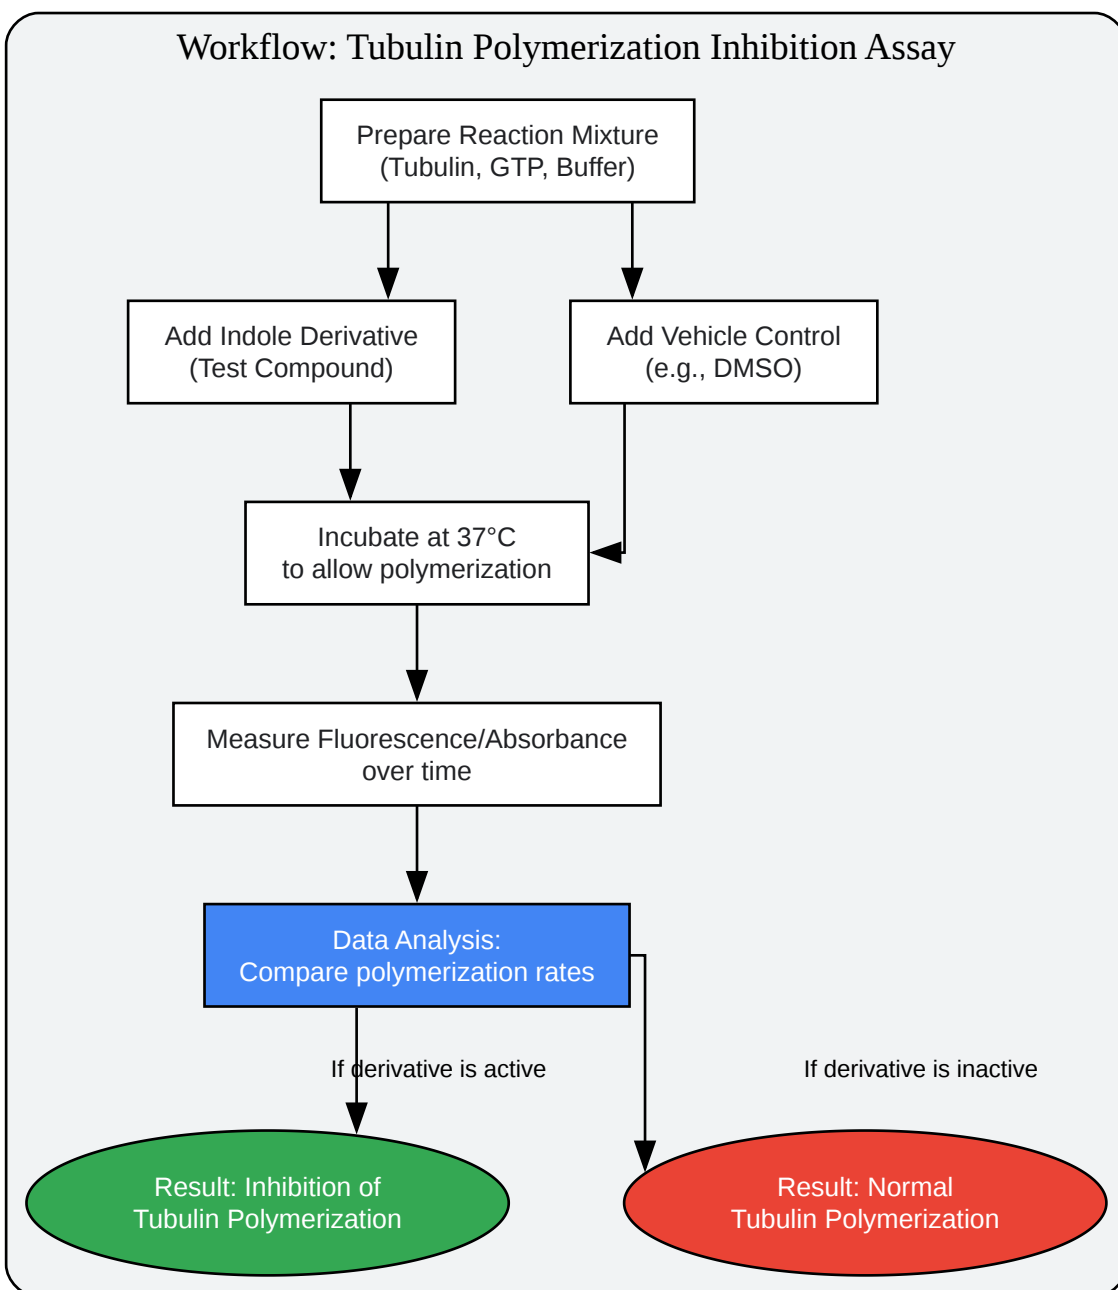 Workflow: Tubulin Polymerization Inhibition Assay
Prepare Reaction Mixture
(Tubulin, GTP, Buffer)
Add Indole Derivative
(Test Compound)
Add Vehicle Control
(e.g., DMSO)
Incubate at 37°C
to allow polymerization
Measure Fluorescence/Absorbance
over time
Data Analysis:
Compare polymerization rates
If derivative is active
If derivative is inactive
Result: Inhibition of
Tubulin Polymerization
Result: Normal
Tubulin Polymerization